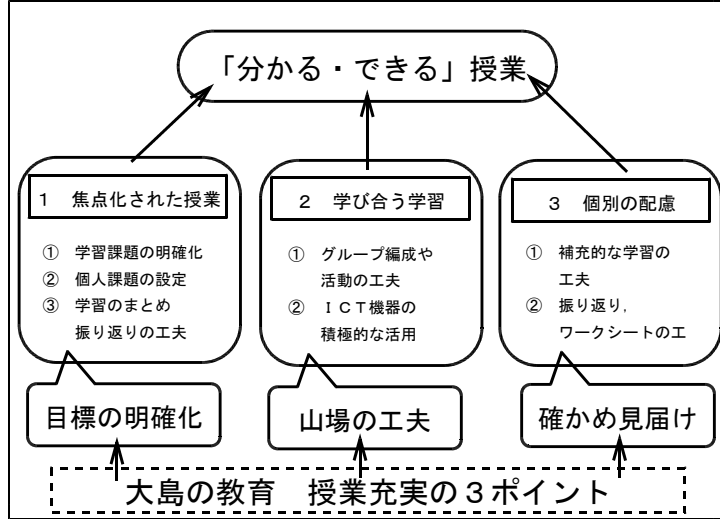 「分かる・できる」授業
１　焦点化された授業
①　学習課題の明確化
②　個人課題の設定
③　学習のまとめ
振り返りの工夫
２　学び合う学習
①　グループ編成や
活動の工夫
②　ＩＣＴ機器の
積極的な活用
３　個別の配慮
①　補充的な学習の
工夫
②　振り返り，
ワークシートの工
目標の明確化
山場の工夫
確かめ見届け
大島の教育　授業充実の３ポイント